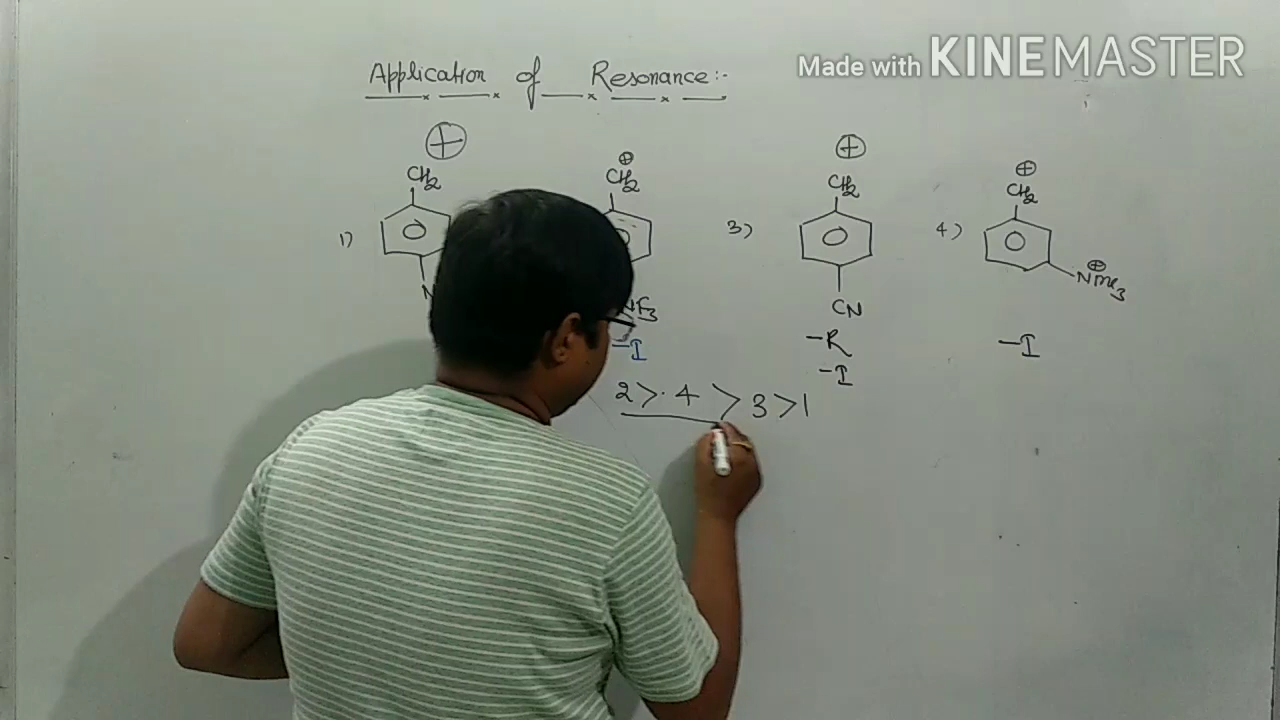 Made with KINEMASTER
Application of Resonance:-
⊕ ⊕ ⊕ ⊕
CH₂ CH₂ CH₂ CH₂
1) 3) 4)
⊕
NMe₃
CN
F₃
-I -R -I
-I
2 > 4 > 3 > 1